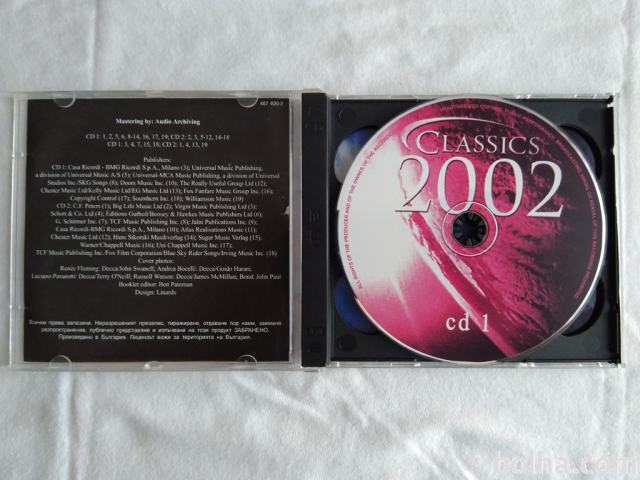 467 620-2
Mastering by: Audio Archiving
CD 1: 1, 2, 5, 6, 8-14, 16, 17, 19; CD 2: 2, 3, 5-12, 14-18
CD 1: 3, 4, 7, 15, 18; CD 2: 1, 4, 13, 19
Publishers:
CD 1: Casa Ricordi - BMG Ricordi S.p.A., Milano (3); Universal Music Publishing,
a division of Universal Music A/S (5); Universal-MCA Music Publishing, a division of Universal
Studios Inc./SKG Songs (8); Doors Music Inc. (10); The Really Useful Group Ltd (12);
Chester Music Ltd/Kelly Music Ltd/EG Music Ltd (13); Fox Fanfare Music Group Inc. (16);
Copyright Control (17); Sounthern Inc. (18); Williamson Music (19)
CD 2: C.F. Peters (1); Big Life Music Ltd (2); Virgin Music Publishing Ltd (3);
Schott & Co. Ltd (4); Éditions Gutheil/Boosey & Hawkes Music Publishers Ltd (6);
G. Schirmer Inc. (7); TCF Music Publishing Inc. (8); Jalni Publications Inc. (9);
Casa Ricordi-BMG Ricordi S.p.A., Milano (10); Atlas Realisations Music (11);
Chester Music Ltd (12); Hans Sikorski Musikverlag (14); Sugar Music Verlag (15);
Warner/Chappell Music (16); Uni Chappell Music Inc. (17);
TCF Music Publishing Inc./Fox Film Corporation/Blue Sky Rider Songs/Irving Music Inc. (18)
Cover photos:
Renée Fleming: Decca/John Swanell; Andrea Bocelli: Decca/Guido Harari;
Luciano Pavarotti: Decca/Terry O'Neill; Russell Watson: Decca/James McMillan; Bond: John Paul
Booklet editor: Ben Pateman
Design: Linards
Всички права запазени. Неразрешеният презапис, тиражиране, отдаване под наем, заемане,
разпространение, публично представяне и излъчване на този продукт ЗАБРАНЕНО.
Произведено в България. Лицензът важи за територията на България.
CLASSICS
2002
cd 1
ALL RIGHTS OF THE PRODUCER AND OF THE OWNER OF THE RECORDED
bolha.com